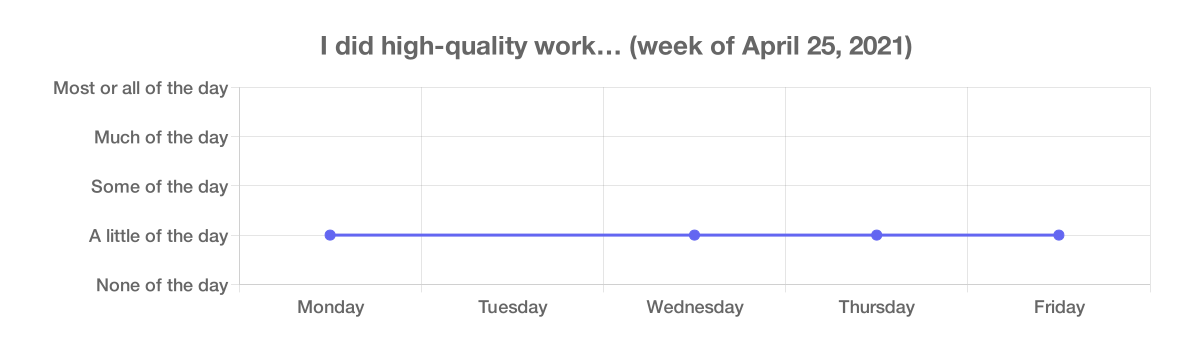 I did high-quality work… (week of April 25, 2021)
Most or all of the day
Much of the day
Some of the day
A little of the day
None of the day
Monday Tuesday Wednesday Thursday Friday